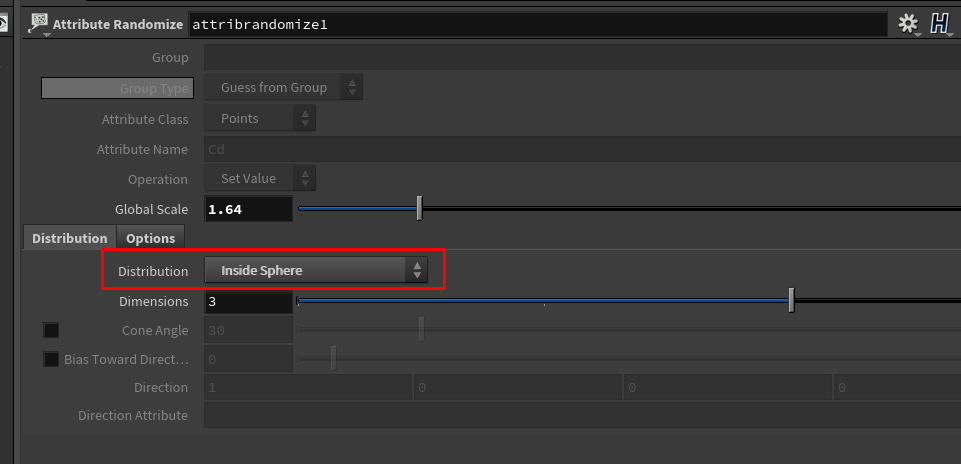 Attribute Randomize attribrandomize1
Group
Group Type Guess from Group
Attribute Class Points
Attribute Name Cd
Operation Set Value
Global Scale 1.64
Distribution Options
Distribution Inside Sphere
Dimensions 3
Cone Angle 30
Bias Toward Direct... 0
Direction 1 0 0 0
Direction Attribute